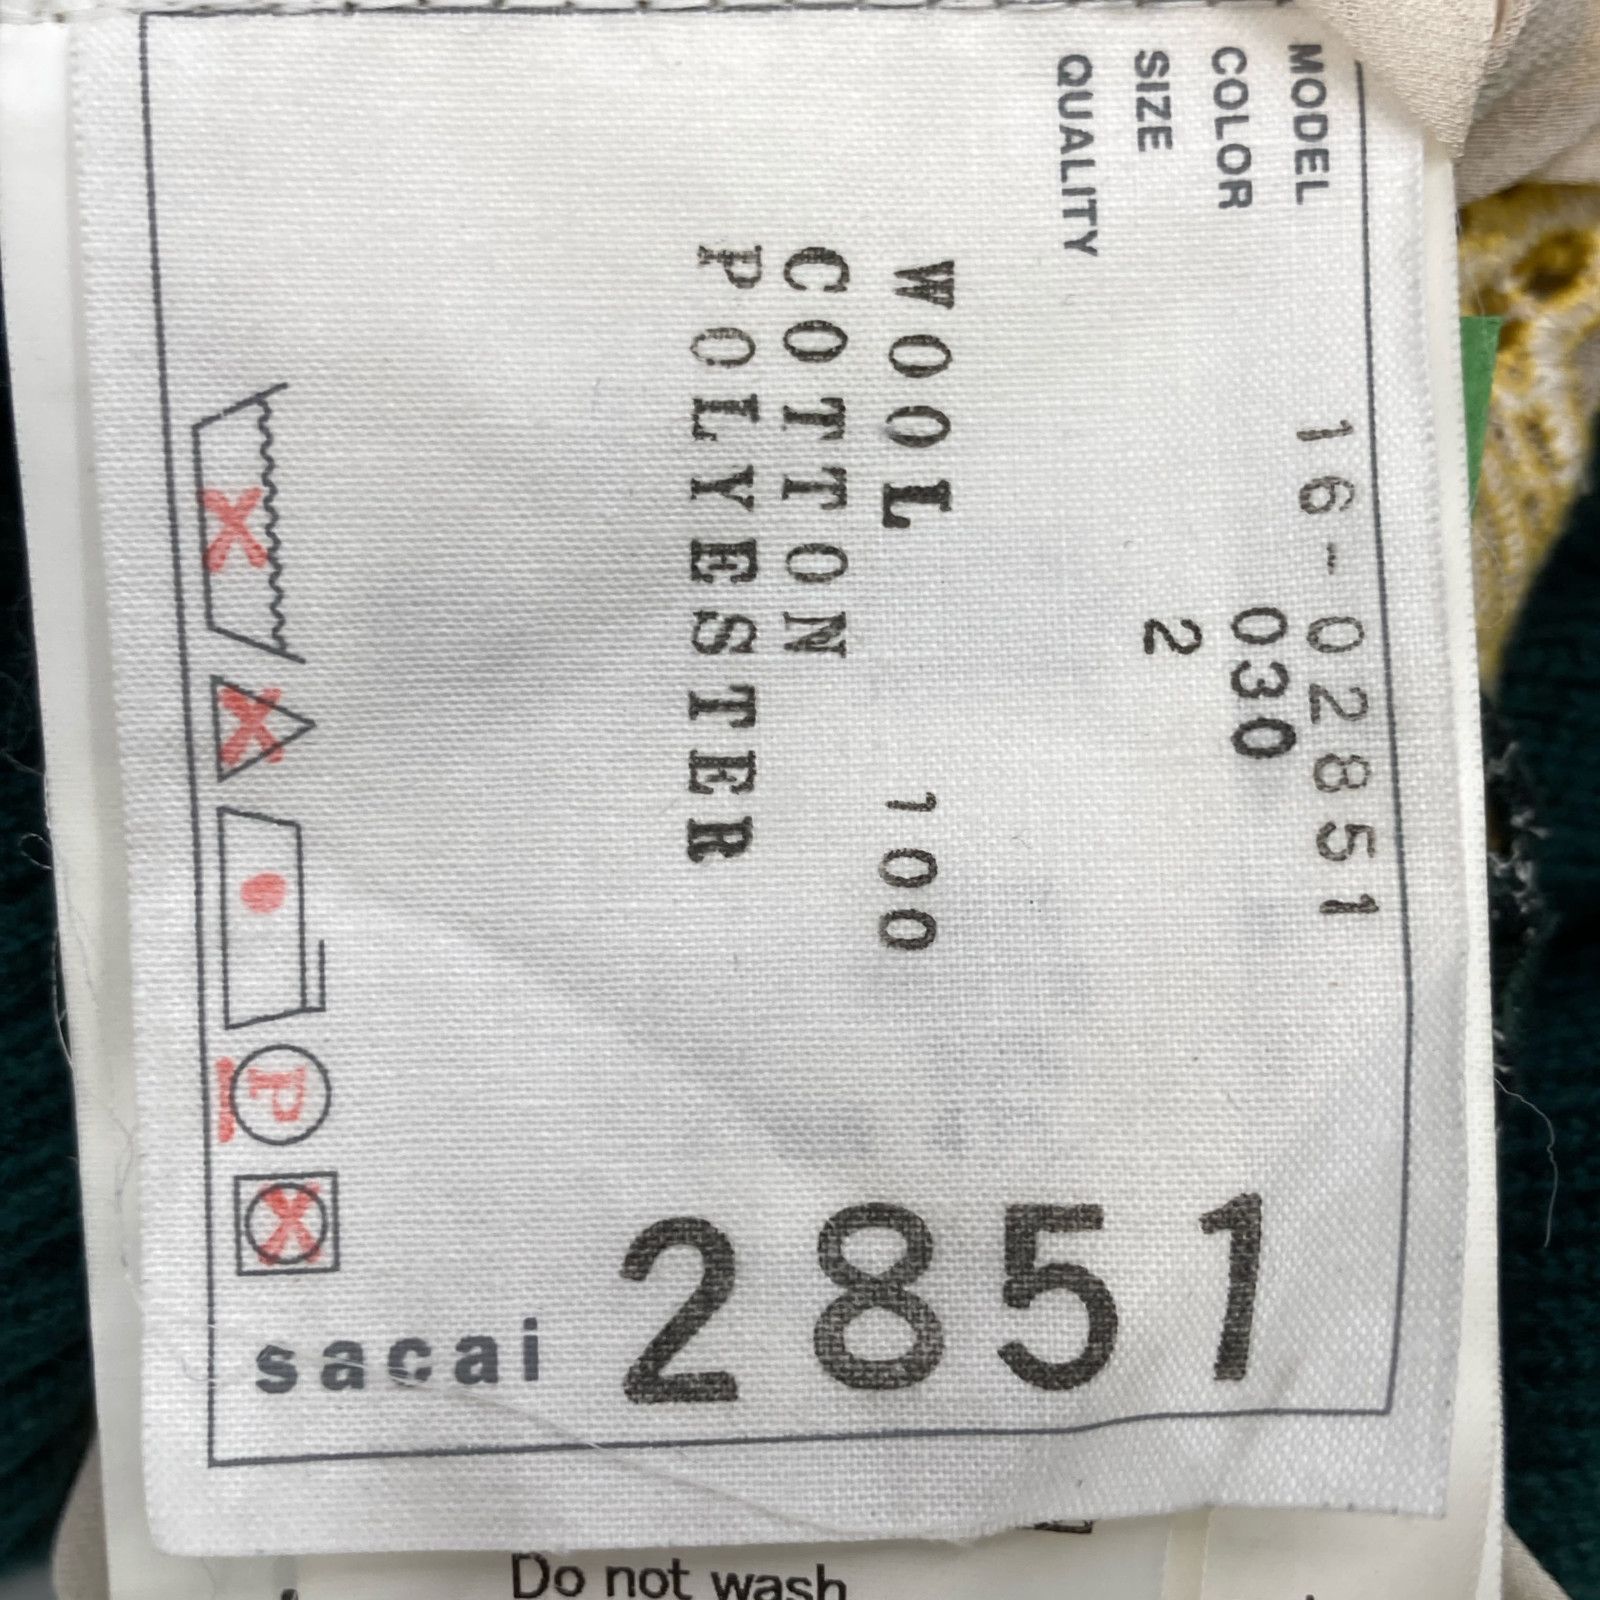 MODEL 16-02851
COLOR 030
SIZE 2
QUALITY
WOOL 100
COTTON
POLYESTER
P
2851
sacai
Do not wash